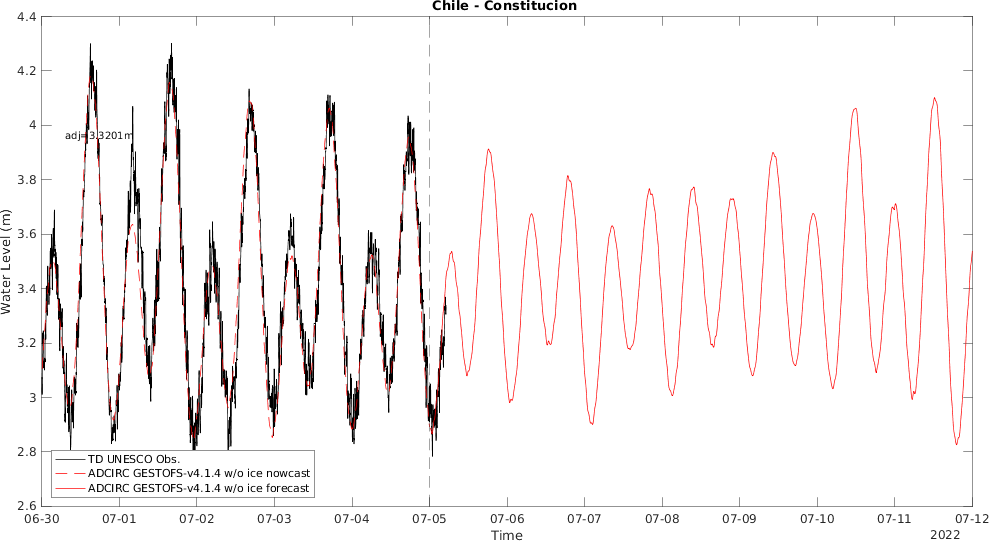 Chile - Constitucion
4.4
4.2
4
3.8
3.6
3.4
3.2
3
2.8
2.6
Water Level (m)
adj=3.3201m
TD UNESCO Obs.
ADCIRC GESTOFS-v4.1.4 w/o ice nowcast
ADCIRC GESTOFS-v4.1.4 w/o ice forecast
06-30 07-01 07-02 07-03 07-04 07-05 07-06 07-07 07-08 07-09 07-10 07-11 07-12
Time
2022